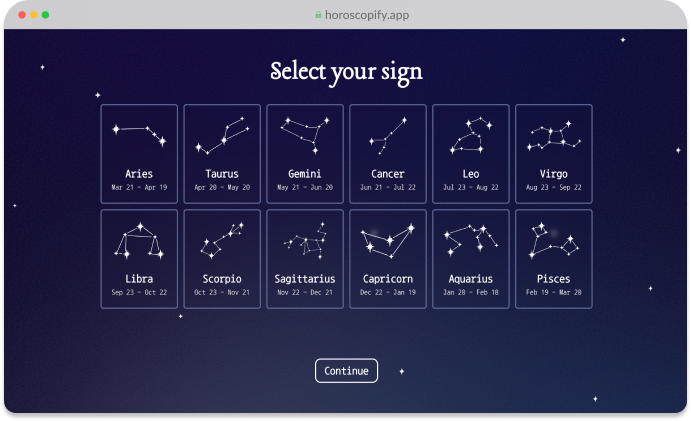 horoscopify.app
Select your sign
Aries Taurus Gemini Cancer Leo Virgo
Mar 21 – Apr 19 Apr 20 – May 20 May 21 – Jun 20 Jun 21 – Jul 22 Jul 23 – Aug 22 Aug 23 – Sep 22
Libra Scorpio Sagittarius Capricorn Aquarius Pisces
Sep 23 – Oct 22 Oct 23 – Nov 21 Nov 22 – Dec 21 Dec 22 – Jan 19 Jan 20 – Feb 18 Feb 19 – Mar 20
Continue